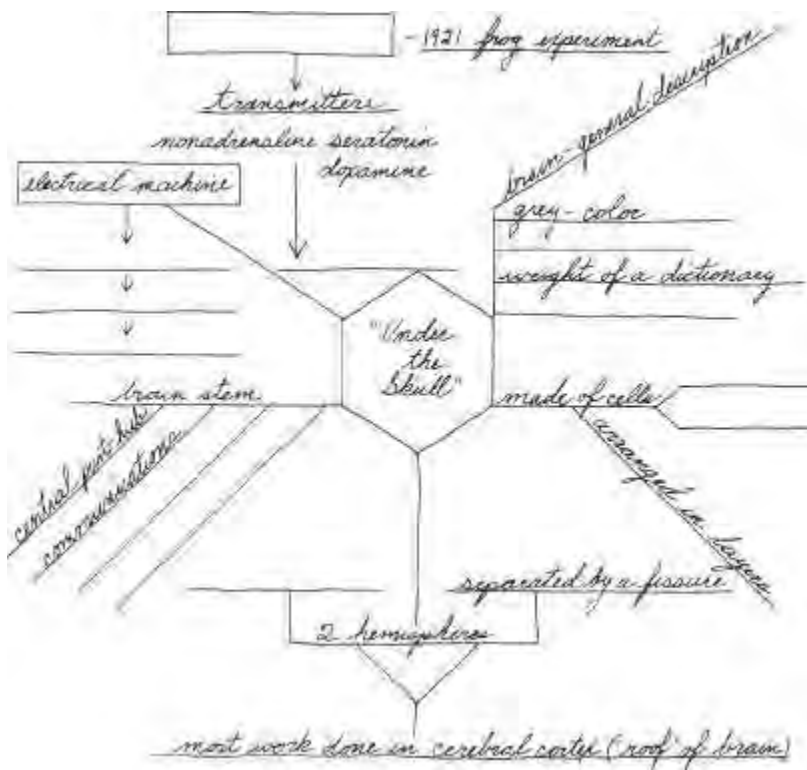 - 1921 frog experiment
transmitters
nonadrenaline seratonin
dopamine
electrical machine
brain-general description
grey-color
weight of a dictionary
"Under
the
Skull"
brain stem
made of cells
central point hub
communications
arranged in layers
separated by a fissure
2 hemispheres
most work done in cerebral cortex ("roof" of brain)